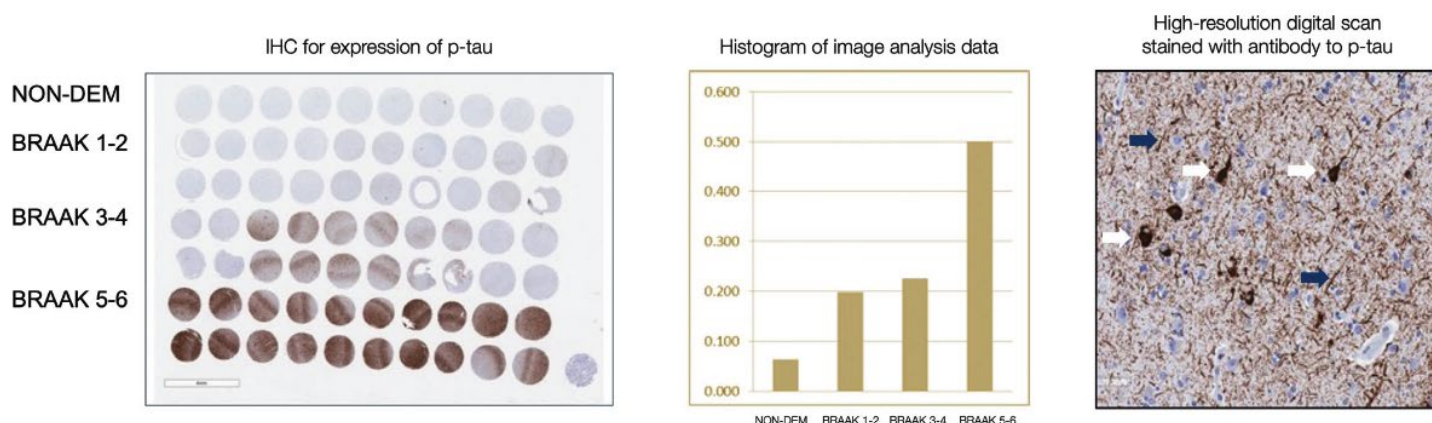 IHC for expression of p-tau
NON-DEM
BRAAK 1-2
BRAAK 3-4
BRAAK 5-6
Histogram of image analysis data
0.600
0.500
0.400
0.300
0.200
0.100
0.000
NON-DEM BRAAK 1-2 BRAAK 3-4 BRAAK 5-6
High-resolution digital scan
stained with antibody to p-tau